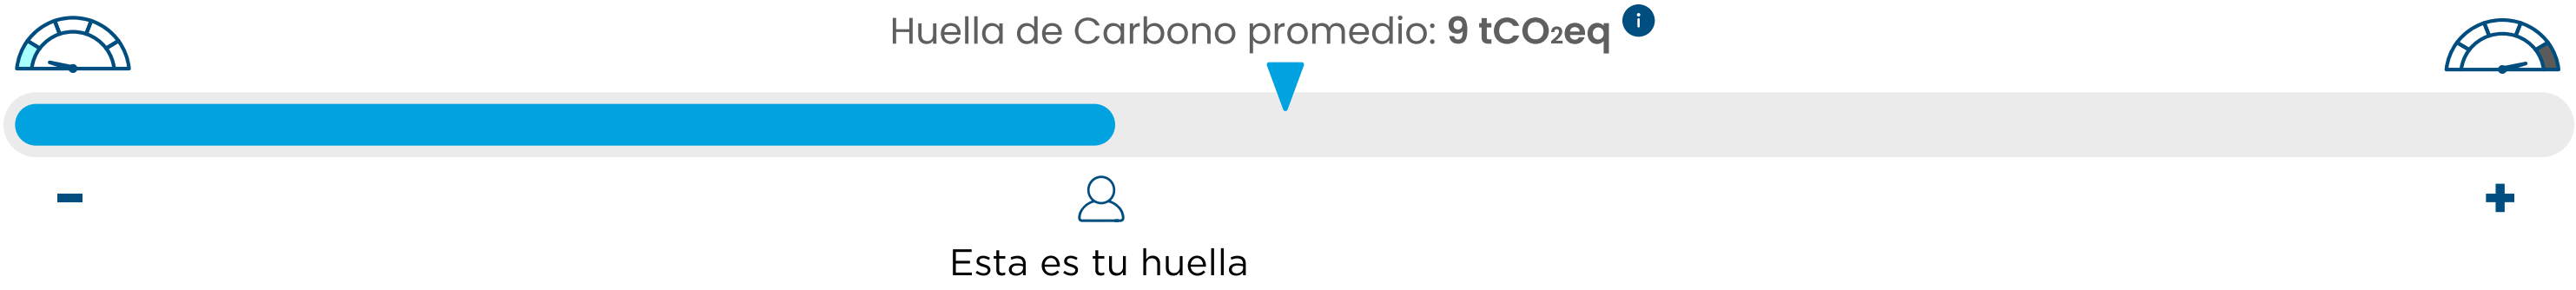 Huella de Carbono promedio: 9 tCO₂eq i
- +
Esta es tu huella